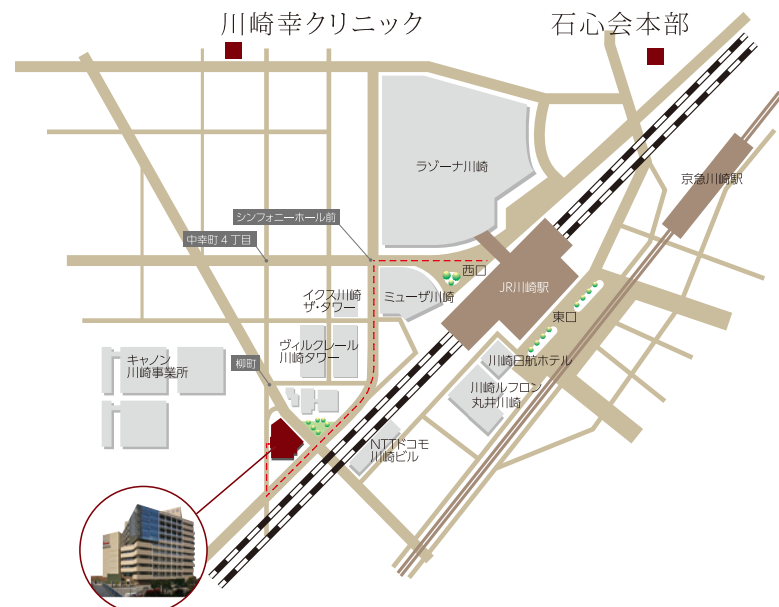 川崎幸クリニック
石心会本部
ラゾーナ川崎
京急川崎駅
シンフォニーホール前
中幸町4丁目
西口
イクス川崎
ザ・タワー
ミューザ川崎
JR川崎駅
東口
ヴィルクレール
川崎タワー
キャノン
川崎事業所
柳町
川崎日航ホテル
川崎ルフロン
丸井川崎
NTTドコモ
川崎ビル